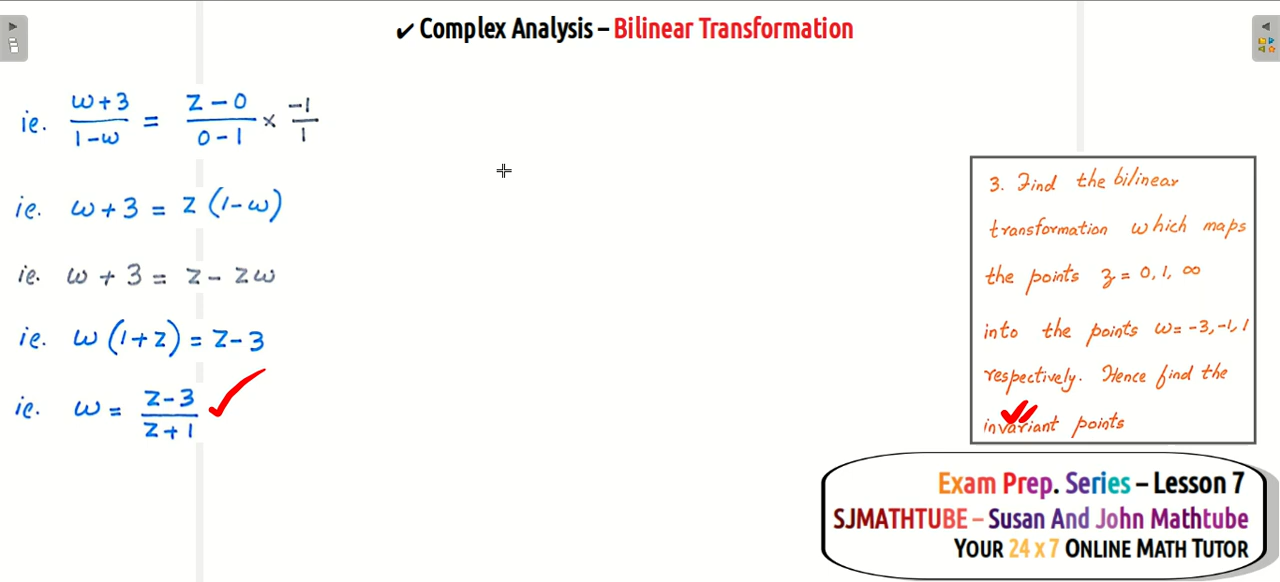 ✔ Complex Analysis – Bilinear Transformation
ie. (ω+3)/(1-ω) = (z-0)/(0-1) × (-1)/1
ie. ω+3 = z (1-ω)
ie. ω + 3 = z - zω
ie. ω (1+z) = z-3
ie. ω = (z-3)/(z+1)
3. Find the bilinear
transformation which maps
the points z = 0, 1, ∞
into the points ω = -3, -1, 1
respectively. Hence find the
invariant points
Exam Prep. Series – Lesson 7
SJMATHTUBE – Susan And John Mathtube
YOUR 24 x 7 ONLINE MATH TUTOR